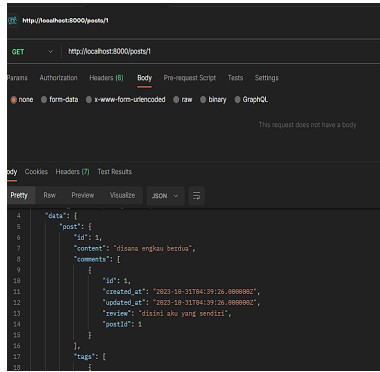 http://localhost:8000/posts/1
GET http://localhost:8000/posts/1
Params Authorization Headers (6) Body Pre-request Script Tests Settings
none form-data x-www-form-urlencoded raw binary GraphQL
This request does not have a body
ody Cookies Headers (7) Test Results
Pretty Raw Preview Visualize JSON
4 "data": {
5 "post": {
6 "id": 1,
7 "content": "disana engkau berdua",
8 "comments": [
9 {
10 "id": 1,
11 "created_at": "2023-10-31T04:39:26.000000Z",
12 "updated_at": "2023-10-31T04:39:26.000000Z",
13 "review": "disini aku yang sendiri",
14 "postId": 1
15 }
16 ],
17 "tags": [
18 {